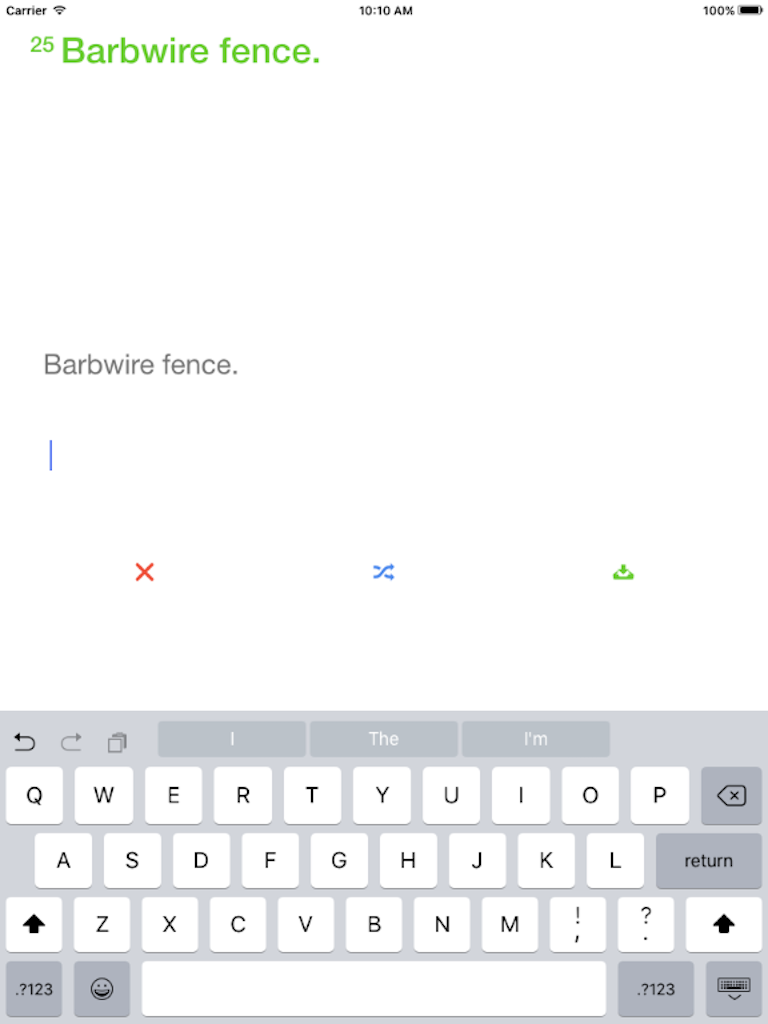 Carrier 10:10 AM 100%
25 Barbwire fence.
Barbwire fence.
I The I'm
Q W E R T Y U I O P
A S D F G H J K L return
Z X C V B N M ! , ? .
.?123 .?123